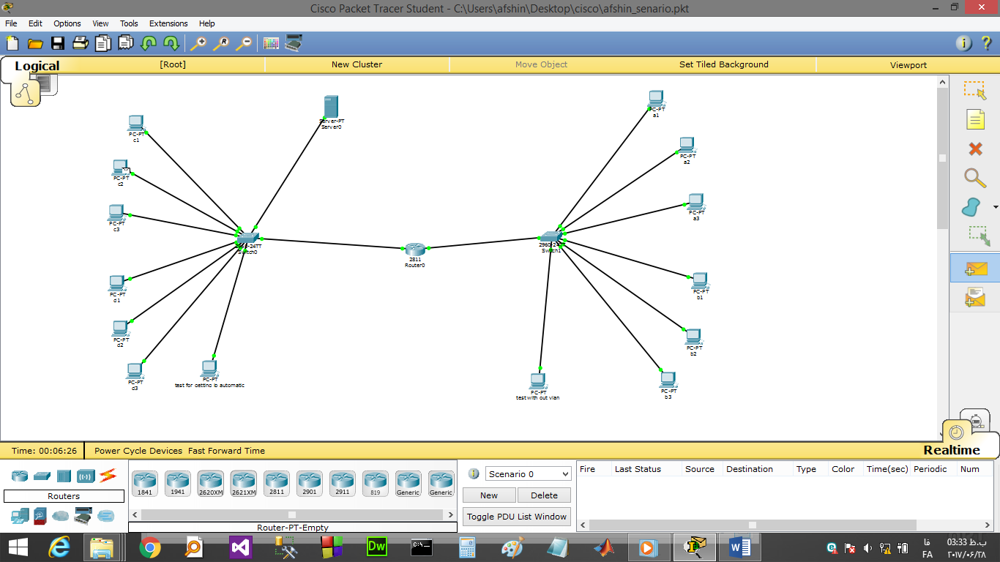 Cisco Packet Tracer Student - C:\Users\afshin\Desktop\cisco\afshin_senario.pkt
File Edit Options View Tools Extensions Help
Logical [Root] New Cluster Move Object Set Tiled Background Viewport
PC-PT
c1
PC-PT
c2
PC-PT
c3
PC-PT
d1
PC-PT
d2
PC-PT
d3
Server-PT
Server0
24TT
Switch0
PC-PT
test for getting ip automatic
2811
Router0
2960-24TT
Switch1
PC-PT
test with out vlan
PC-PT
a1
PC-PT
a2
PC-PT
a3
PC-PT
b1
PC-PT
b2
PC-PT
b3
Time: 00:06:26 Power Cycle Devices Fast Forward Time Realtime
Routers
1841 1941 2620XM 2621XM 2811 2901 2911 819 Generic Generic
Router-PT-Empty
Scenario 0
New Delete
Toggle PDU List Window
Fire Last Status Source Destination Type Color Time(sec) Periodic Num
Dw
C:\_
فا
FA
ب.ظ 03:33
۲۰۱۷/۰۶/۲۸